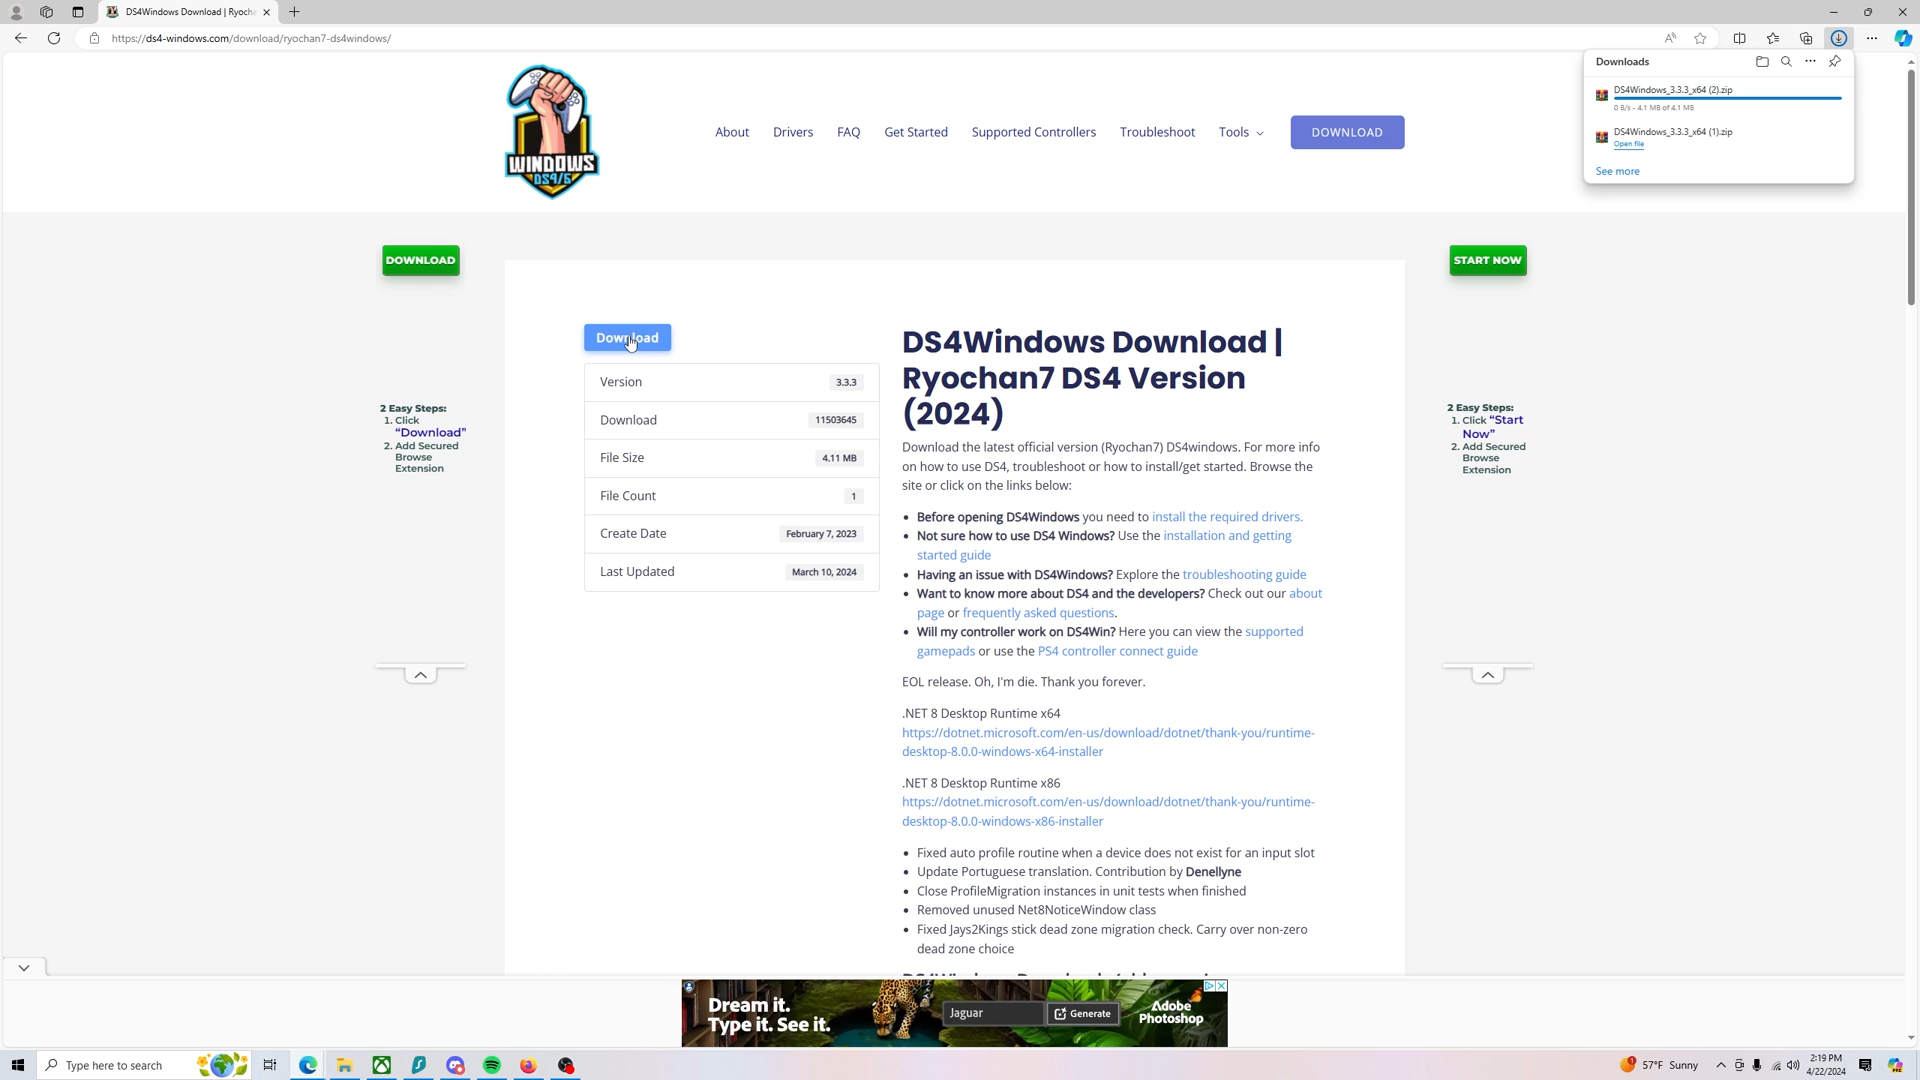 DS4Windows Download | Ryocha
https://ds4-windows.com/download/ryochan7-ds4windows/
Downloads
DS4Windows_3.3.3_x64 (2).zip
0 B/s - 4.1 MB of 4.1 MB
DS4Windows_3.3.3_x64 (1).zip
Open file
See more
WINDOWS
DS4/5
About
Drivers
FAQ
Get Started
Supported Controllers
Troubleshoot
Tools
DOWNLOAD
DOWNLOAD
2 Easy Steps:
1. Click
“Download”
2. Add Secured
Browse
Extension
START NOW
2 Easy Steps:
1. Click “Start
Now”
2. Add Secured
Browse
Extension
Download
Version 3.3.3
Download 11503645
File Size 4.11 MB
File Count 1
Create Date February 7, 2023
Last Updated March 10, 2024
DS4Windows Download |
Ryochan7 DS4 Version
(2024)
Download the latest official version (Ryochan7) DS4windows. For more info
on how to use DS4, troubleshoot or how to install/get started. Browse the
site or click on the links below:
Before opening DS4Windows you need to install the required drivers.
Not sure how to use DS4 Windows? Use the installation and getting
started guide
Having an issue with DS4Windows? Explore the troubleshooting guide
Want to know more about DS4 and the developers? Check out our about
page or frequently asked questions.
Will my controller work on DS4Win? Here you can view the supported
gamepads or use the PS4 controller connect guide
EOL release. Oh, I'm die. Thank you forever.
.NET 8 Desktop Runtime x64
https://dotnet.microsoft.com/en-us/download/dotnet/thank-you/runtime-
desktop-8.0.0-windows-x64-installer
.NET 8 Desktop Runtime x86
https://dotnet.microsoft.com/en-us/download/dotnet/thank-you/runtime-
desktop-8.0.0-windows-x86-installer
Fixed auto profile routine when a device does not exist for an input slot
Update Portuguese translation. Contribution by Denellyne
Close ProfileMigration instances in unit tests when finished
Removed unused Net8NoticeWindow class
Fixed Jays2Kings stick dead zone migration check. Carry over non-zero
dead zone choice
Dream it.
Type it. See it.
Jaguar
Generate
Adobe
Photoshop
Type here to search
57°F Sunny
2:19 PM
4/22/2024